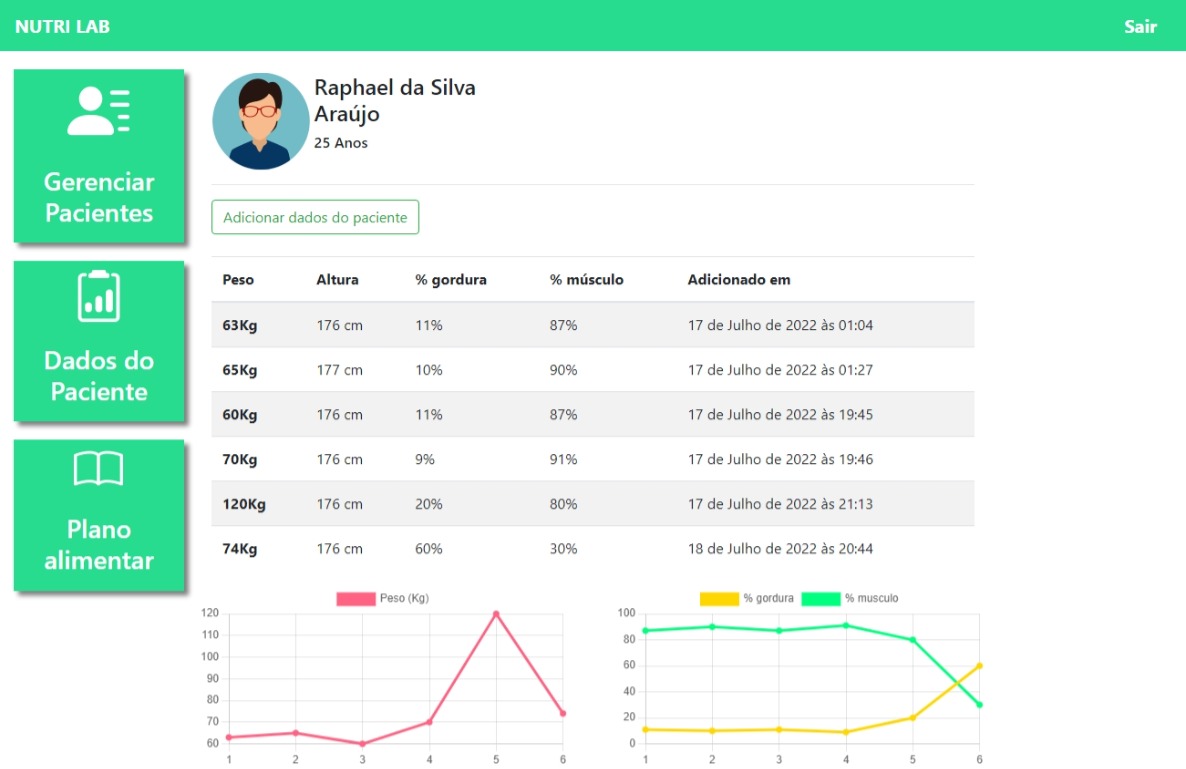 NUTRI LAB
Sair
Gerenciar
Pacientes
Dados do
Paciente
Plano
alimentar
Raphael da Silva
Araújo
25 Anos
Adicionar dados do paciente
Peso Altura % gordura % músculo Adicionado em
63Kg 176 cm 11% 87% 17 de Julho de 2022 às 01:04
65Kg 177 cm 10% 90% 17 de Julho de 2022 às 01:27
60Kg 176 cm 11% 87% 17 de Julho de 2022 às 19:45
70Kg 176 cm 9% 91% 17 de Julho de 2022 às 19:46
120Kg 176 cm 20% 80% 17 de Julho de 2022 às 21:13
74Kg 176 cm 60% 30% 18 de Julho de 2022 às 20:44
Peso (Kg)
120
110
100
90
80
70
60
1 2 3 4 5 6
% gordura % musculo
100
80
60
40
20
0
1 2 3 4 5 6